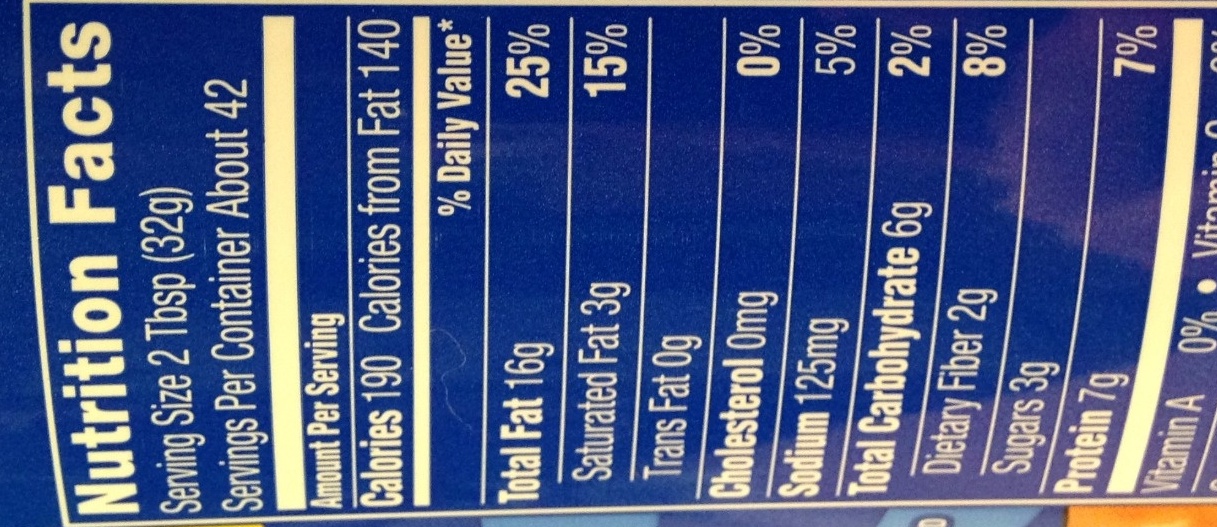 Nutrition Facts
Serving Size 2 Tbsp (32g)
Servings Per Container About 42
Amount Per Serving
Calories 190 Calories from Fat 140
% Daily Value*
Total Fat 16g 25%
Saturated Fat 3g 15%
Trans Fat 0g
Cholesterol 0mg 0%
Sodium 125mg 5%
Total Carbohydrate 6g 2%
Dietary Fiber 2g 8%
Sugars 3g
Protein 7g 7%
Vitamin A 0% • Vitamin